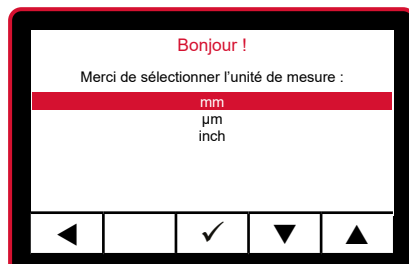 Bonjour !
Merci de sélectionner l'unité de mesure :
mm
µm
inch